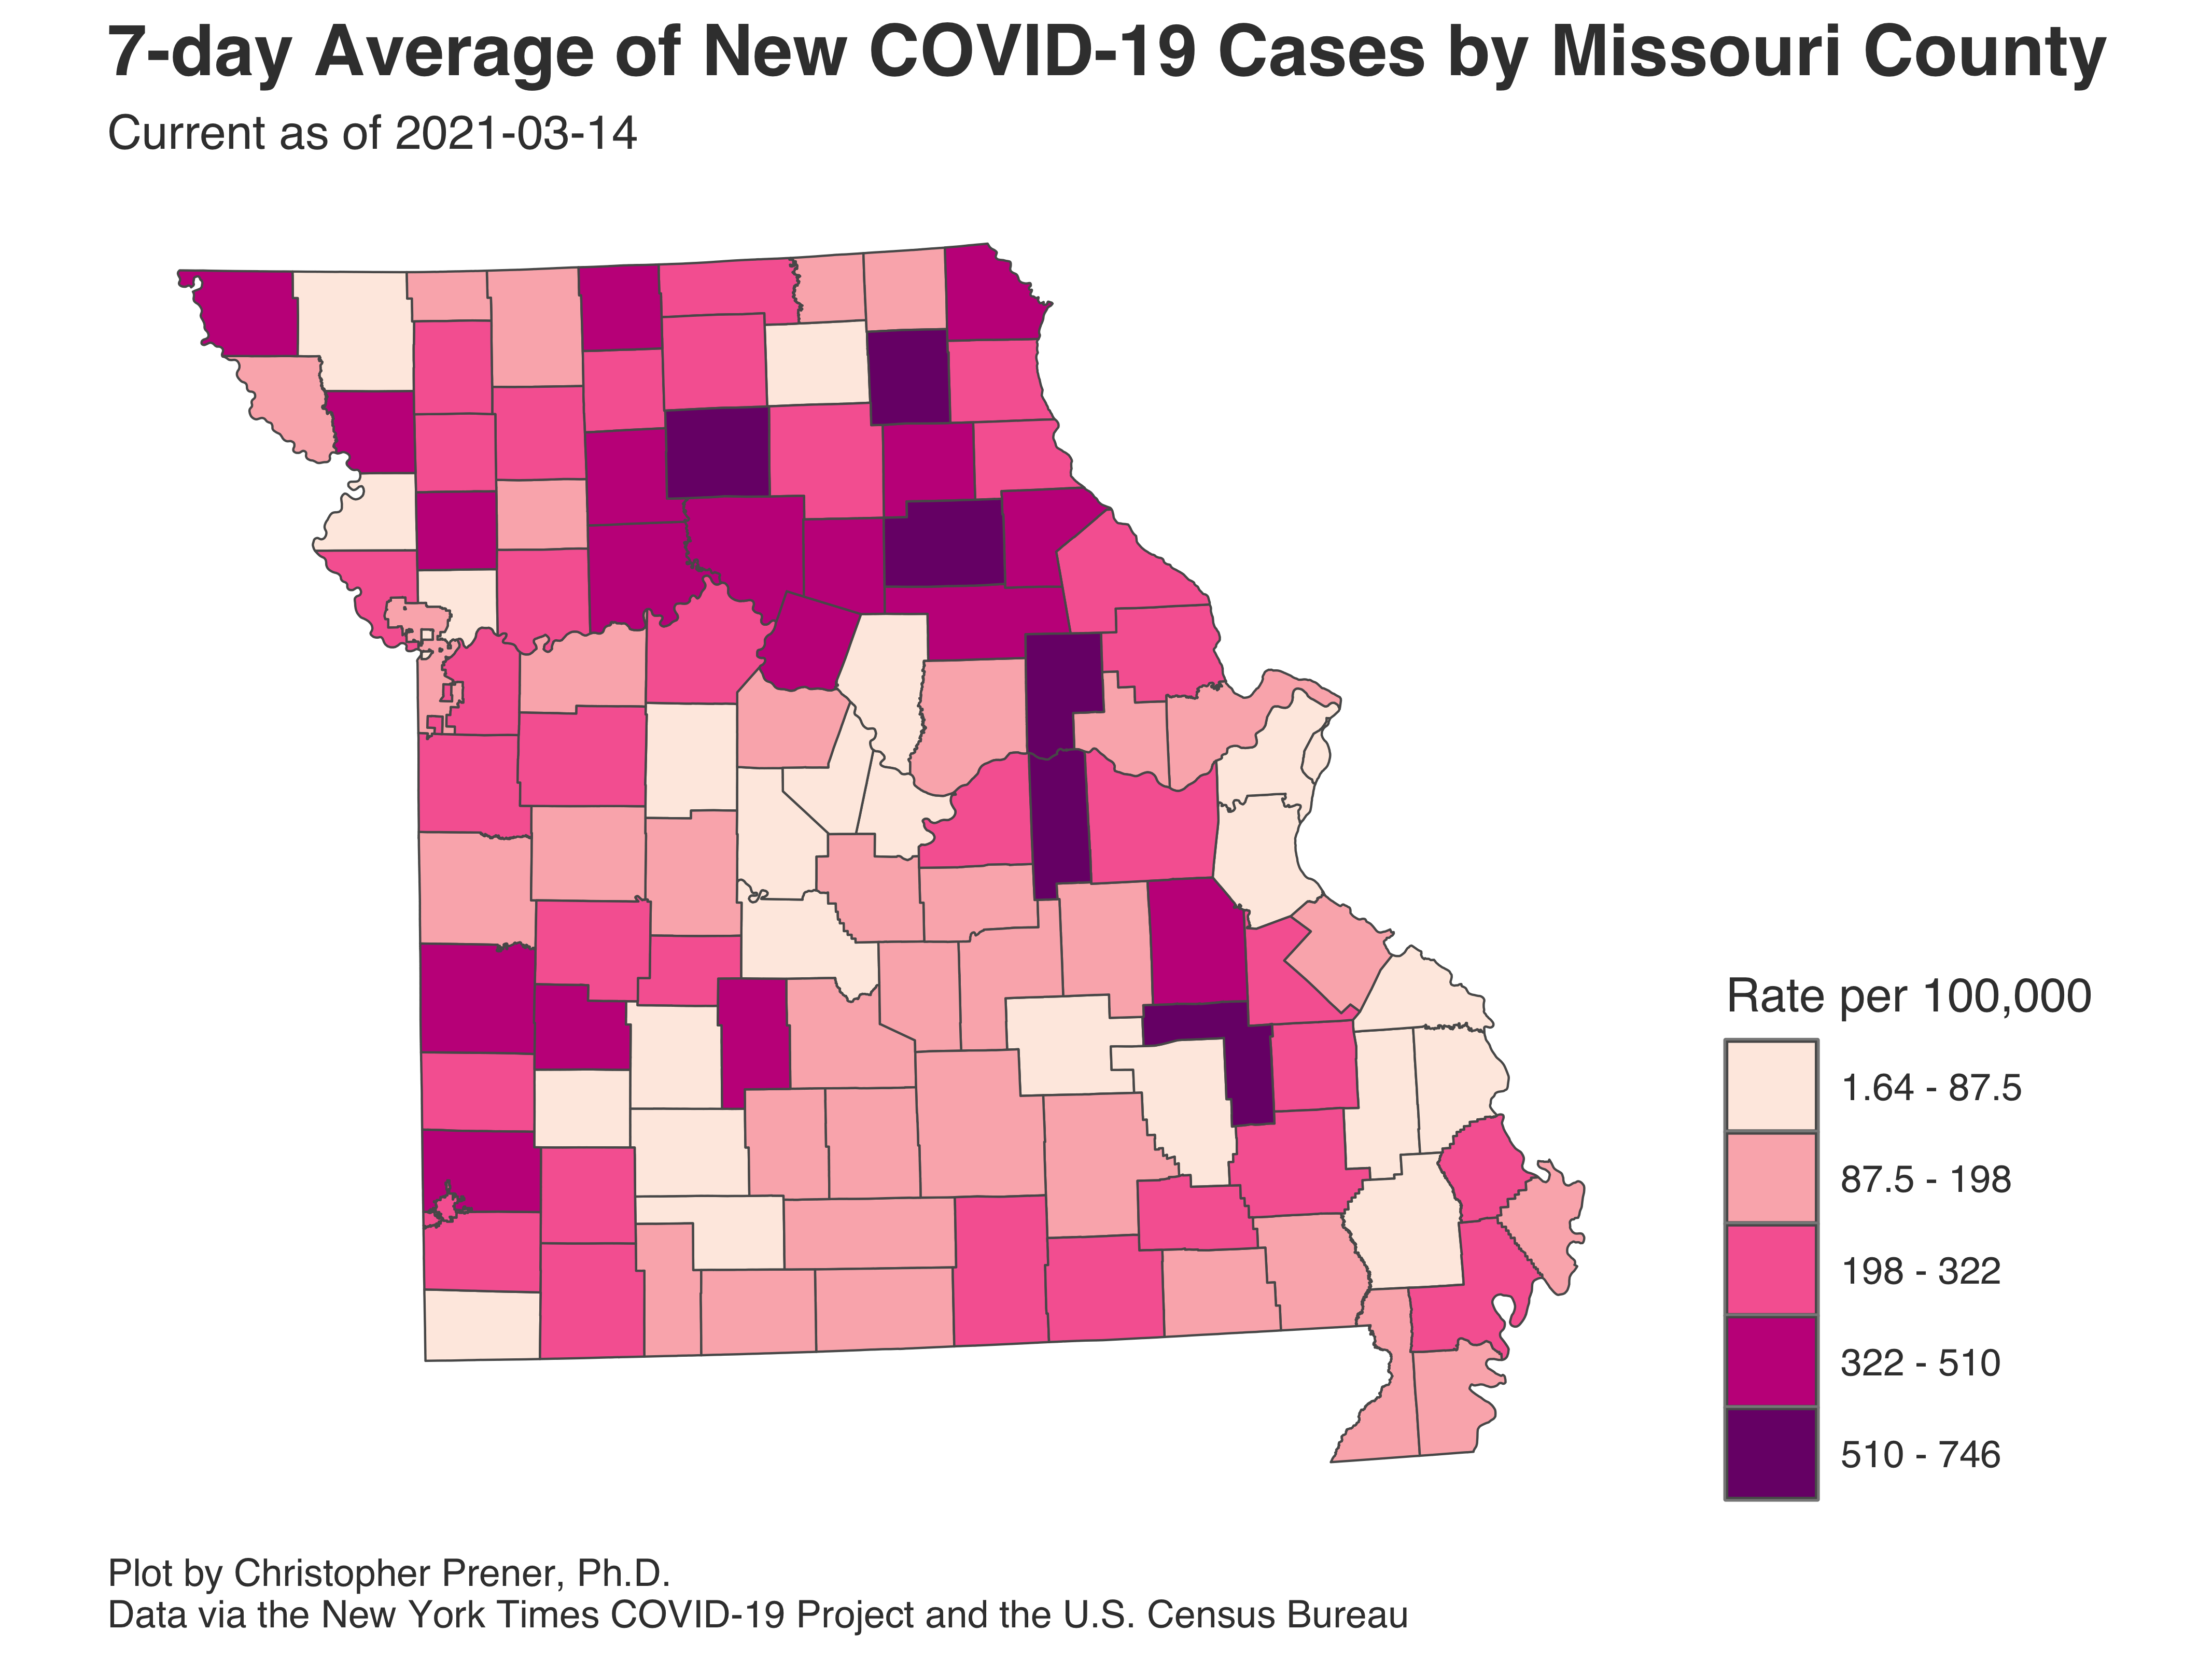 7-day Average of New COVID-19 Cases by Missouri County
Current as of 2021-03-14
Rate per 100,000
1.64 - 87.5
87.5 - 198
198 - 322
322 - 510
510 - 746
Plot by Christopher Prener, Ph.D.
Data via the New York Times COVID-19 Project and the U.S. Census Bureau